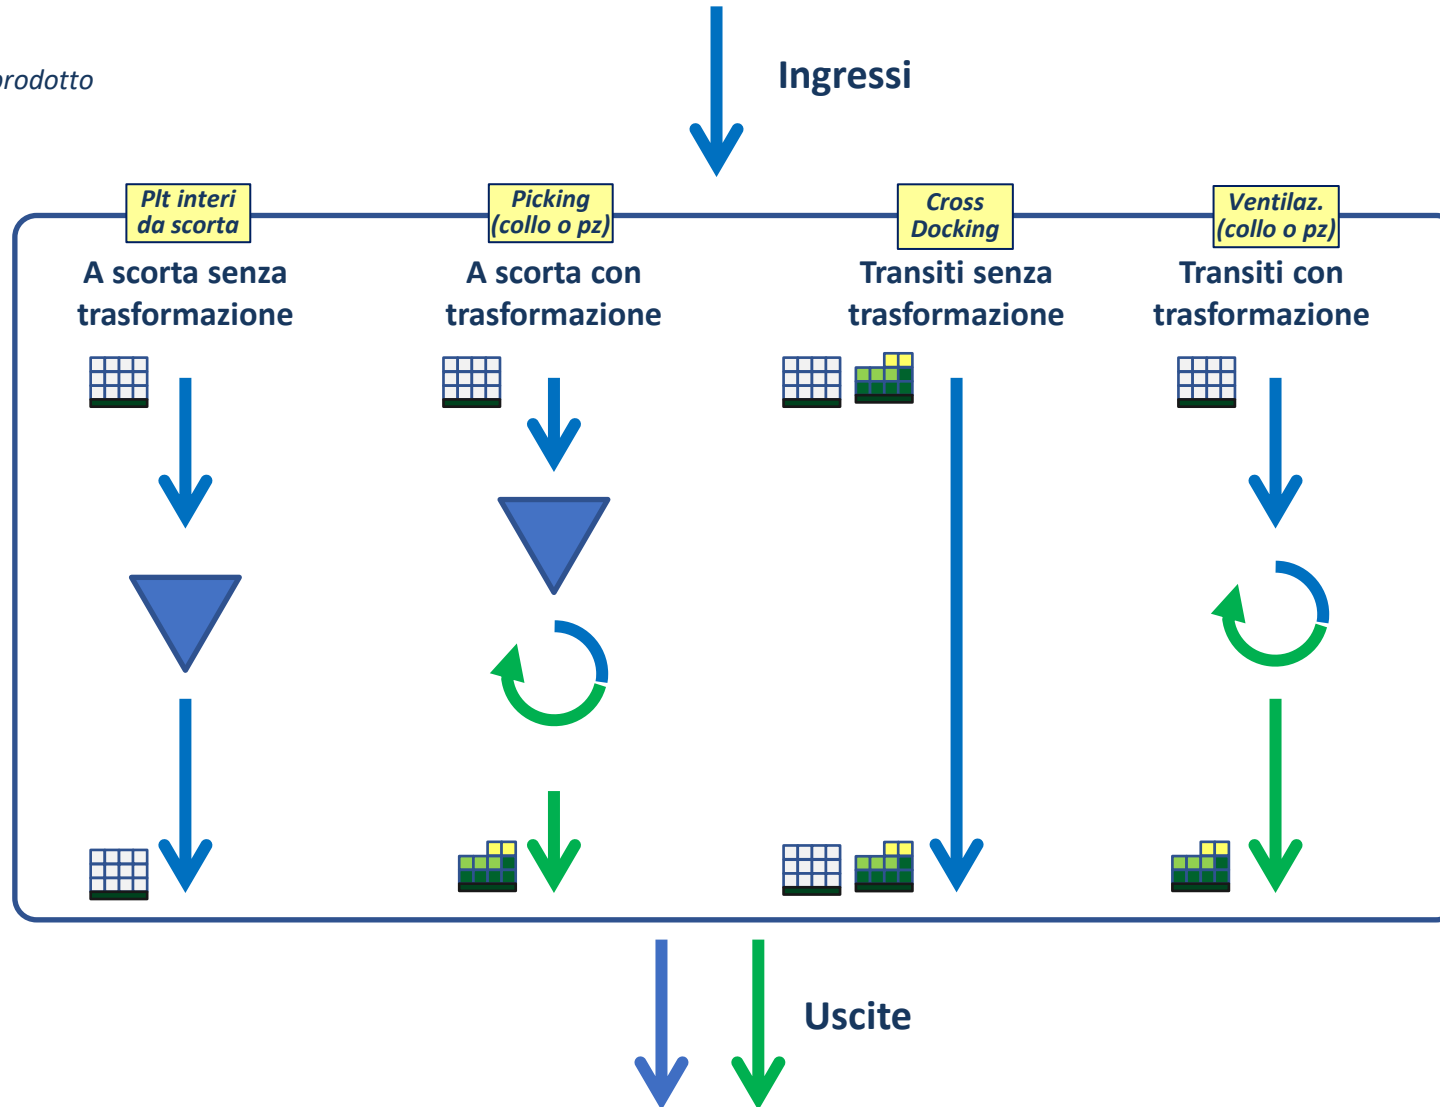 Ingressi
prodotto
Plt interi
da scorta
A scorta senza
trasformazione
Picking
(collo o pz)
A scorta con
trasformazione
Cross
Docking
Transiti senza
trasformazione
Ventilaz.
(collo o pz)
Transiti con
trasformazione
Uscite